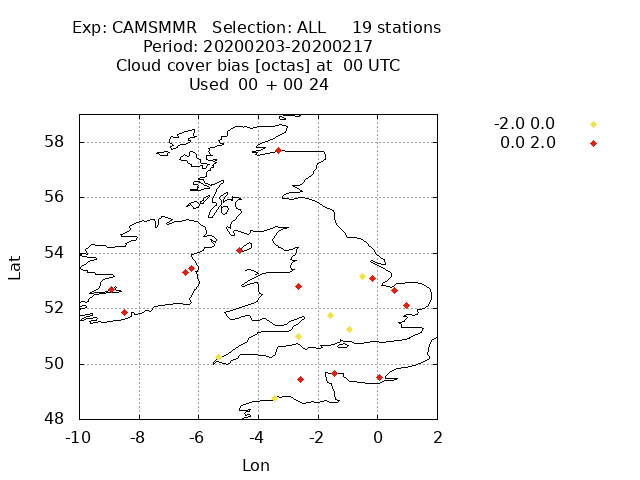 Exp: CAMSMMR Selection: ALL 19 stations
Period: 20200203-20200217
Cloud cover bias [octas] at 00 UTC
Used 00 + 00 24
-2.0 0.0
0.0 2.0
58
56
54
52
50
48
Lat
-10 -8 -6 -4 -2 0 2
Lon